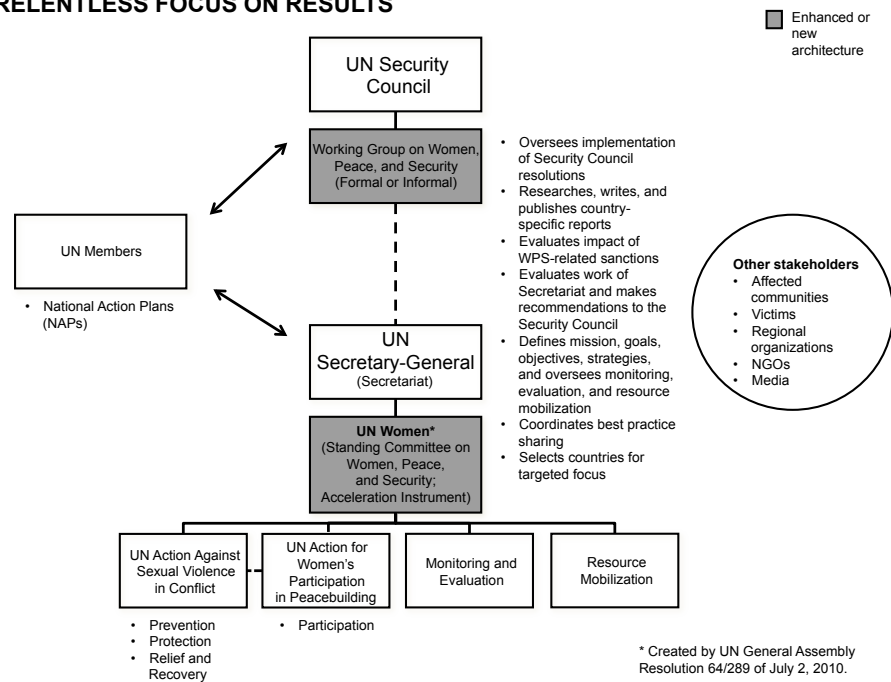 RELENTLESS FOCUS ON RESULTS
Enhanced or
new
architecture
UN Security
Council
Working Group on Women,
Peace, and Security
(Formal or Informal)
• Oversees implementation
of Security Council
resolutions
• Researches, writes, and
publishes country-
specific reports
• Evaluates impact of
WPS-related sanctions
• Evaluates work of
Secretariat and makes
recommendations to the
Security Council
• Defines mission, goals,
objectives, strategies,
and oversees monitoring,
evaluation, and resource
mobilization
• Coordinates best practice
sharing
• Selects countries for
targeted focus
UN Members
• National Action Plans
(NAPs)
Other stakeholders
• Affected
communities
• Victims
• Regional
organizations
• NGOs
• Media
UN
Secretary-General
(Secretariat)
UN Women*
(Standing Committee on
Women, Peace,
and Security;
Acceleration Instrument)
UN Action Against
Sexual Violence
in Conflict
• Prevention
• Protection
• Relief and
Recovery
UN Action for
Women’s
Participation
in Peacebuilding
• Participation
Monitoring and
Evaluation
Resource
Mobilization
* Created by UN General Assembly
Resolution 64/289 of July 2, 2010.